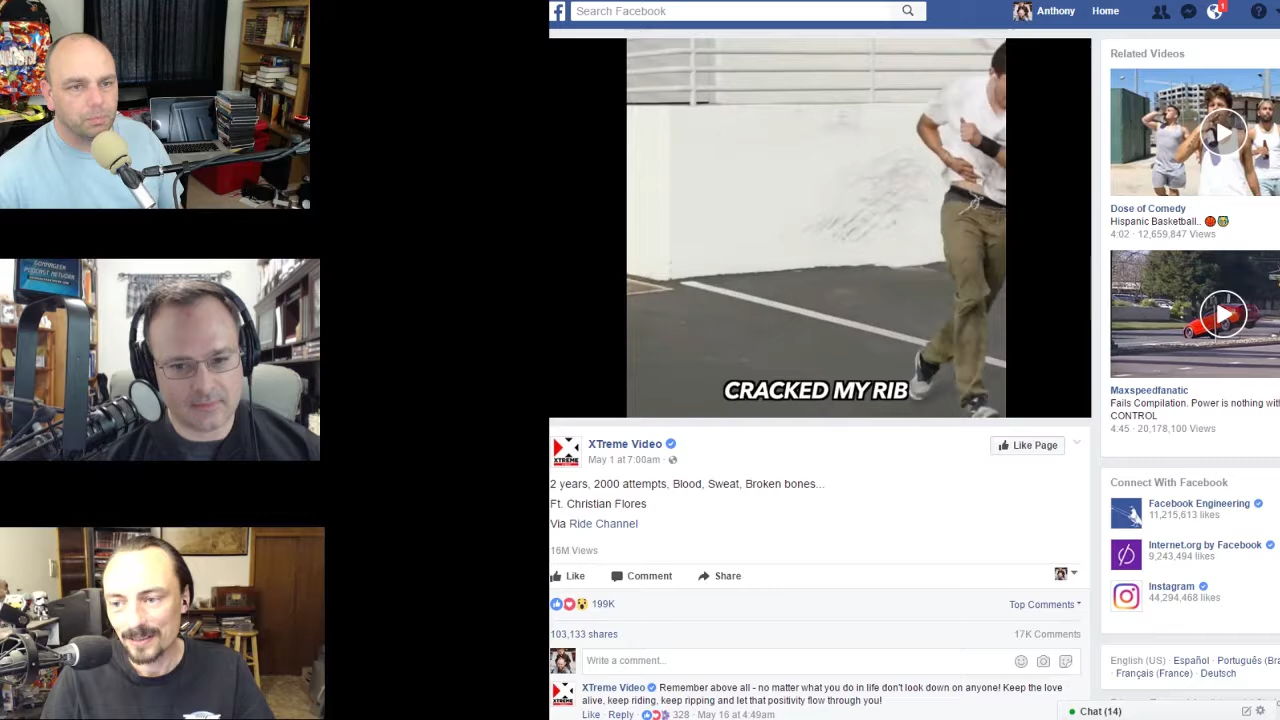 GONNAGEEK
PODCAST NETWORK
Search Facebook
Anthony
Home
1
CRACKED MY RIB
XTREME
XTreme Video
May 1 at 7:00am
Like Page
2 years, 2000 attempts, Blood, Sweat, Broken bones...
Ft. Christian Flores
Via Ride Channel
16M Views
Like
Comment
Share
199K
Top Comments
103,133 shares
17K Comments
Write a comment...
XTreme Video Remember above all - no matter what you do in life don't look down on anyone! Keep the love
alive, keep riding, keep ripping and let that positivity flow through you!
Like · Reply · 328 · May 16 at 4:49am
Related Videos
Dose of Comedy
Hispanic Basketball..
4:02 · 12,659,847 Views
Maxspeedfanatic
Fails Compilation. Power is nothing with
CONTROL
4:45 · 20,178,100 Views
Connect With Facebook
Facebook Engineering
11,215,613 likes
Internet.org by Facebook
9,243,494 likes
Instagram
44,294,468 likes
English (US) · Español · Português (Bra
Français (France) · Deutsch
Chat (14)